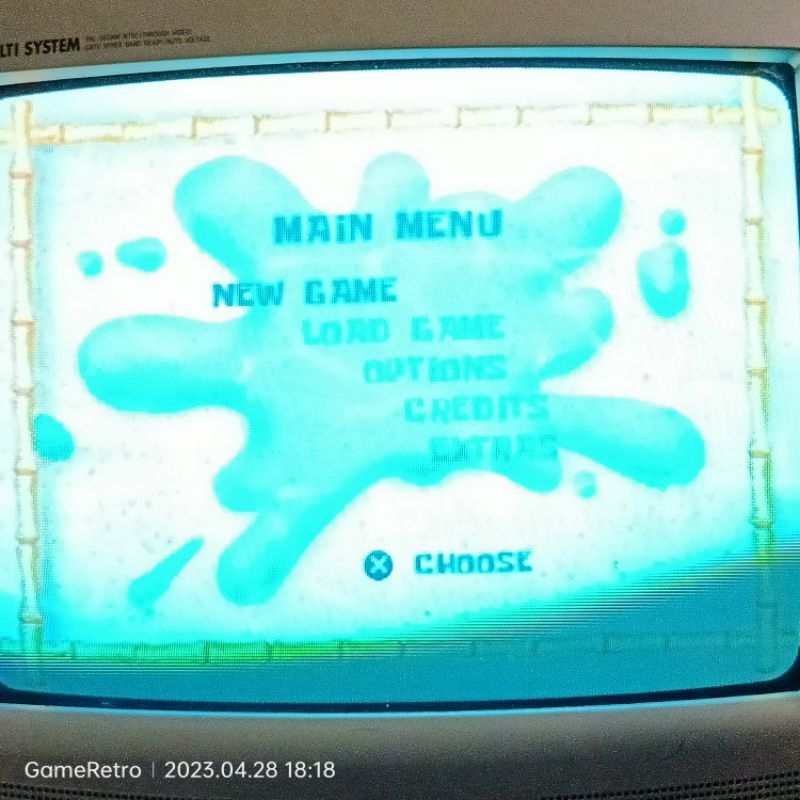 LTI SYSTEM
MAIN MENU
NEW GAME
LOAD GAME
OPTIONS
CREDITS
EXTRAS
CHOOSE
GameRetro | 2023.04.28 18:18